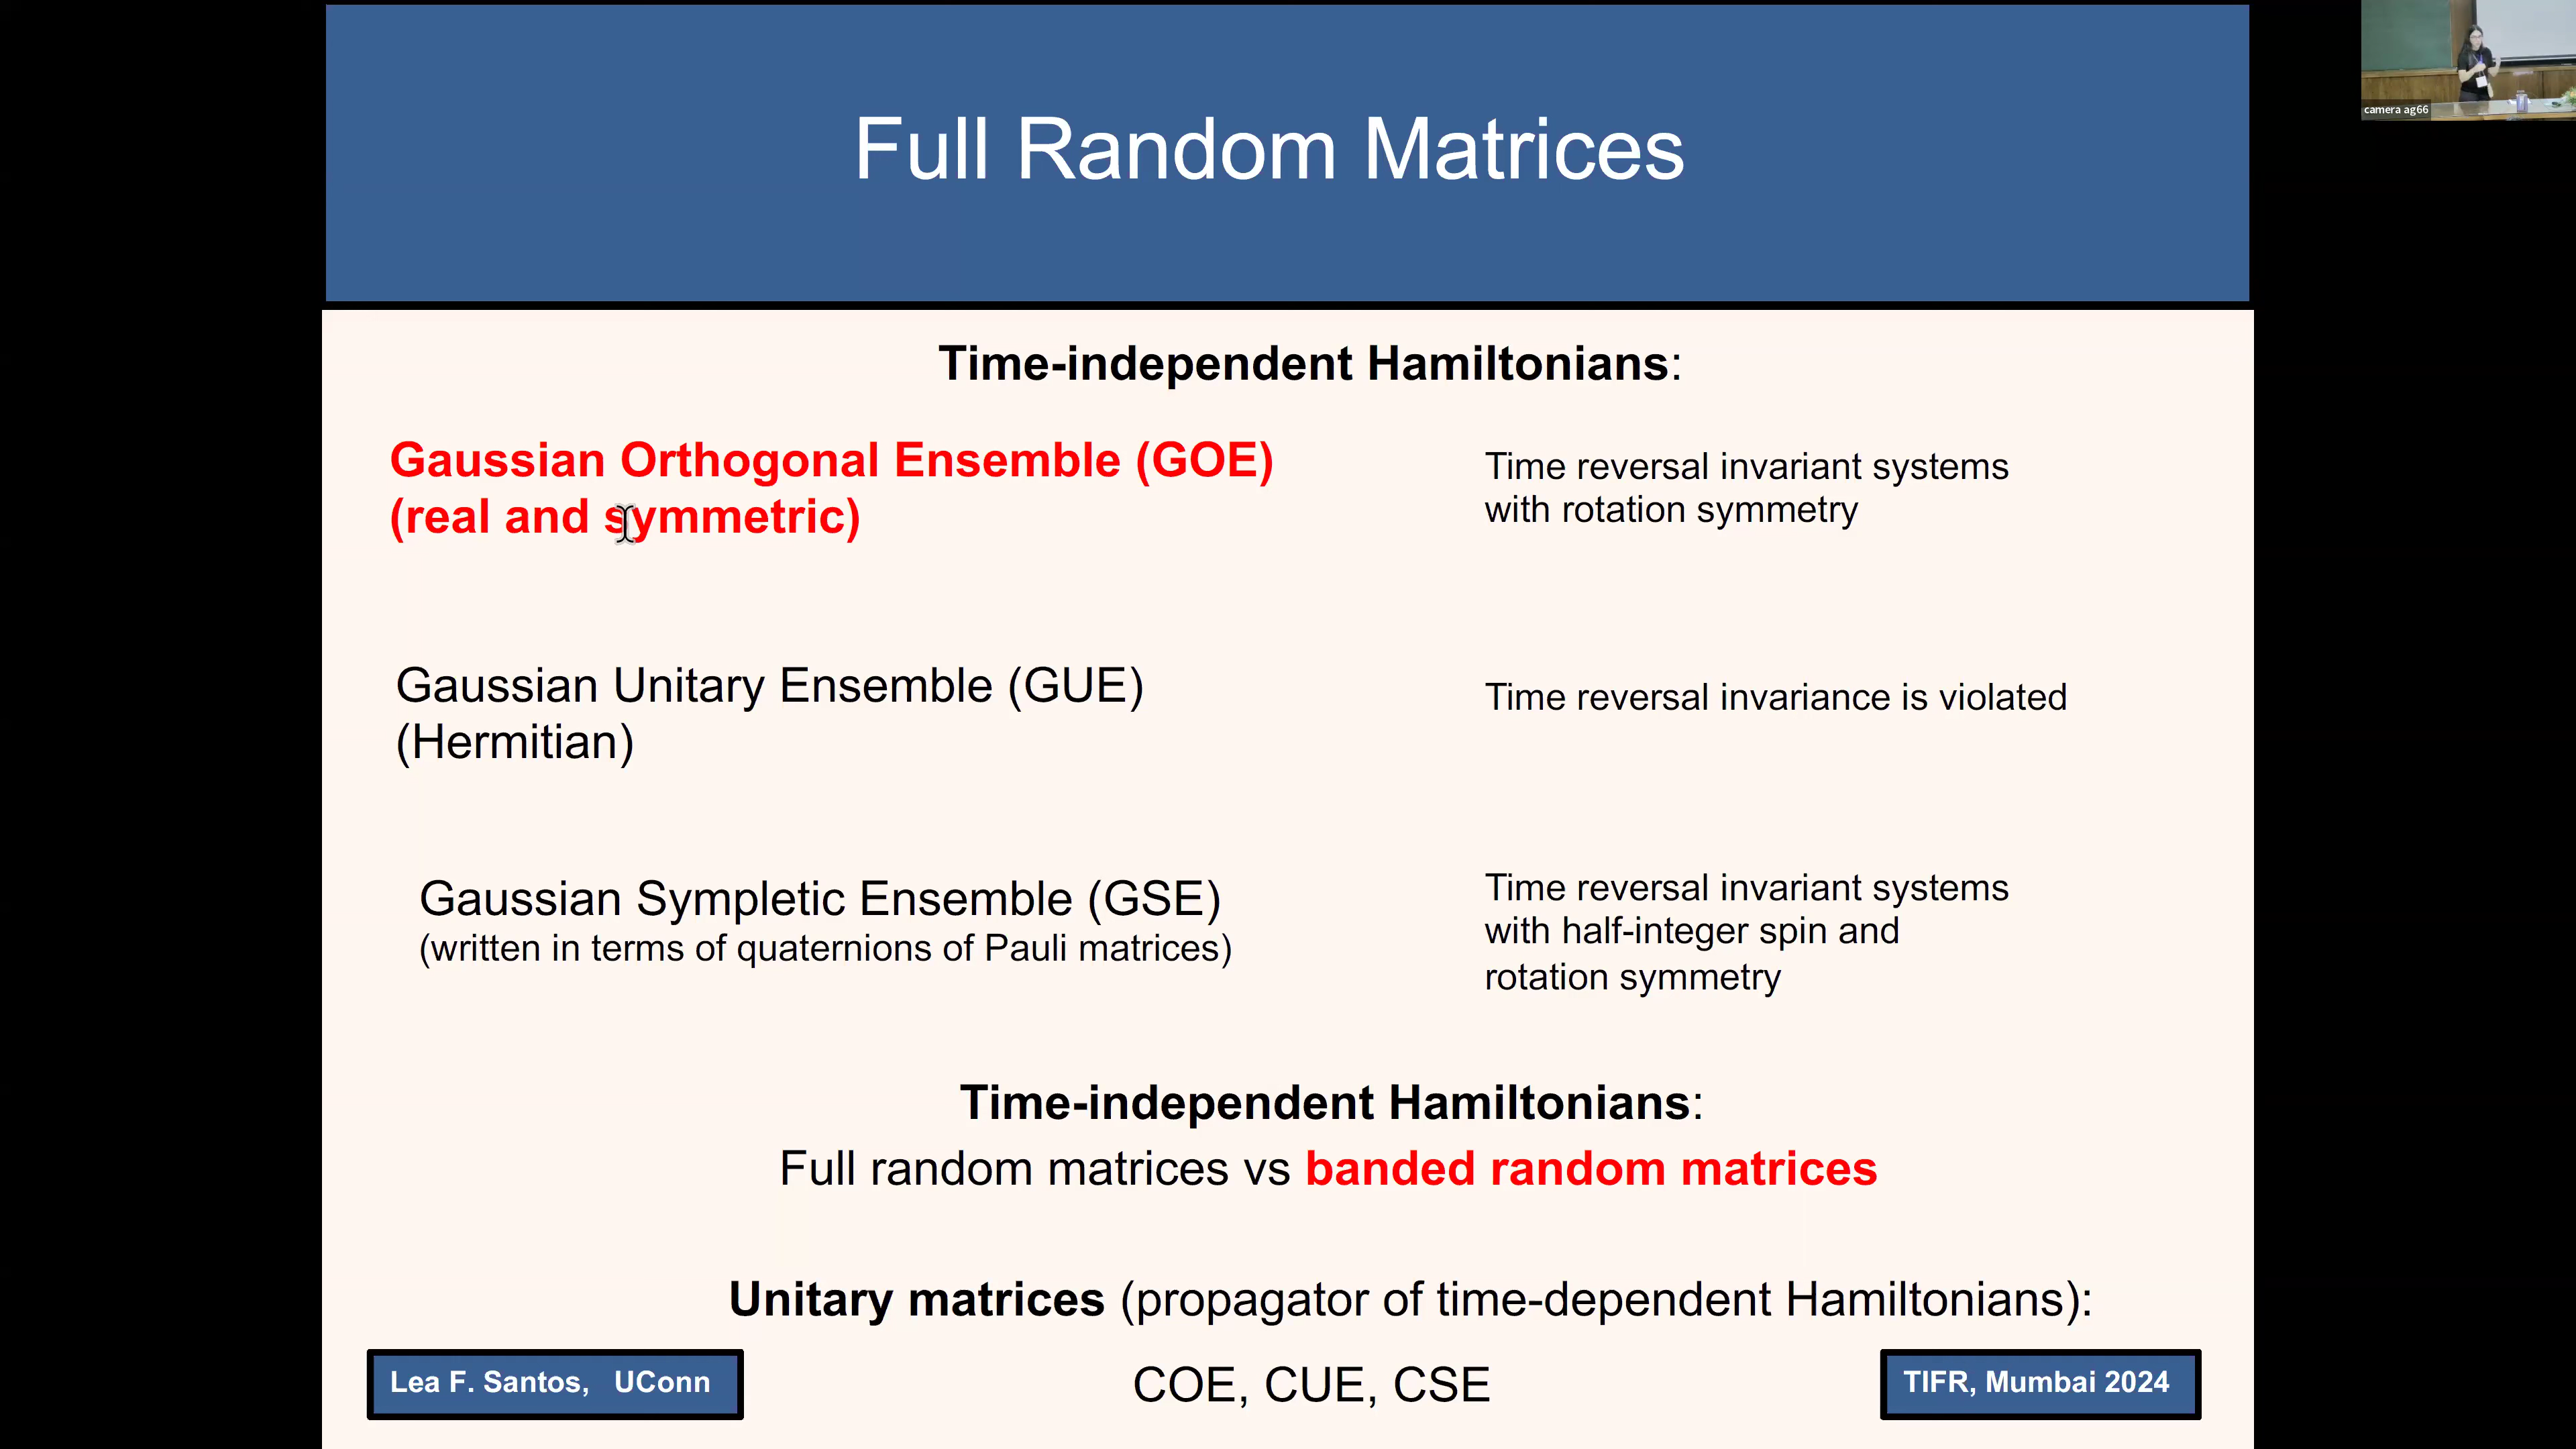 Full Random Matrices
camera ag66
Time-independent Hamiltonians:
Gaussian Orthogonal Ensemble (GOE)
(real and symmetric)
Time reversal invariant systems
with rotation symmetry
Gaussian Unitary Ensemble (GUE)
(Hermitian)
Time reversal invariance is violated
Gaussian Sympletic Ensemble (GSE)
(written in terms of quaternions of Pauli matrices)
Time reversal invariant systems
with half-integer spin and
rotation symmetry
Time-independent Hamiltonians:
Full random matrices vs banded random matrices
Unitary matrices (propagator of time-dependent Hamiltonians):
COE, CUE, CSE
Lea F. Santos, UConn
TIFR, Mumbai 2024